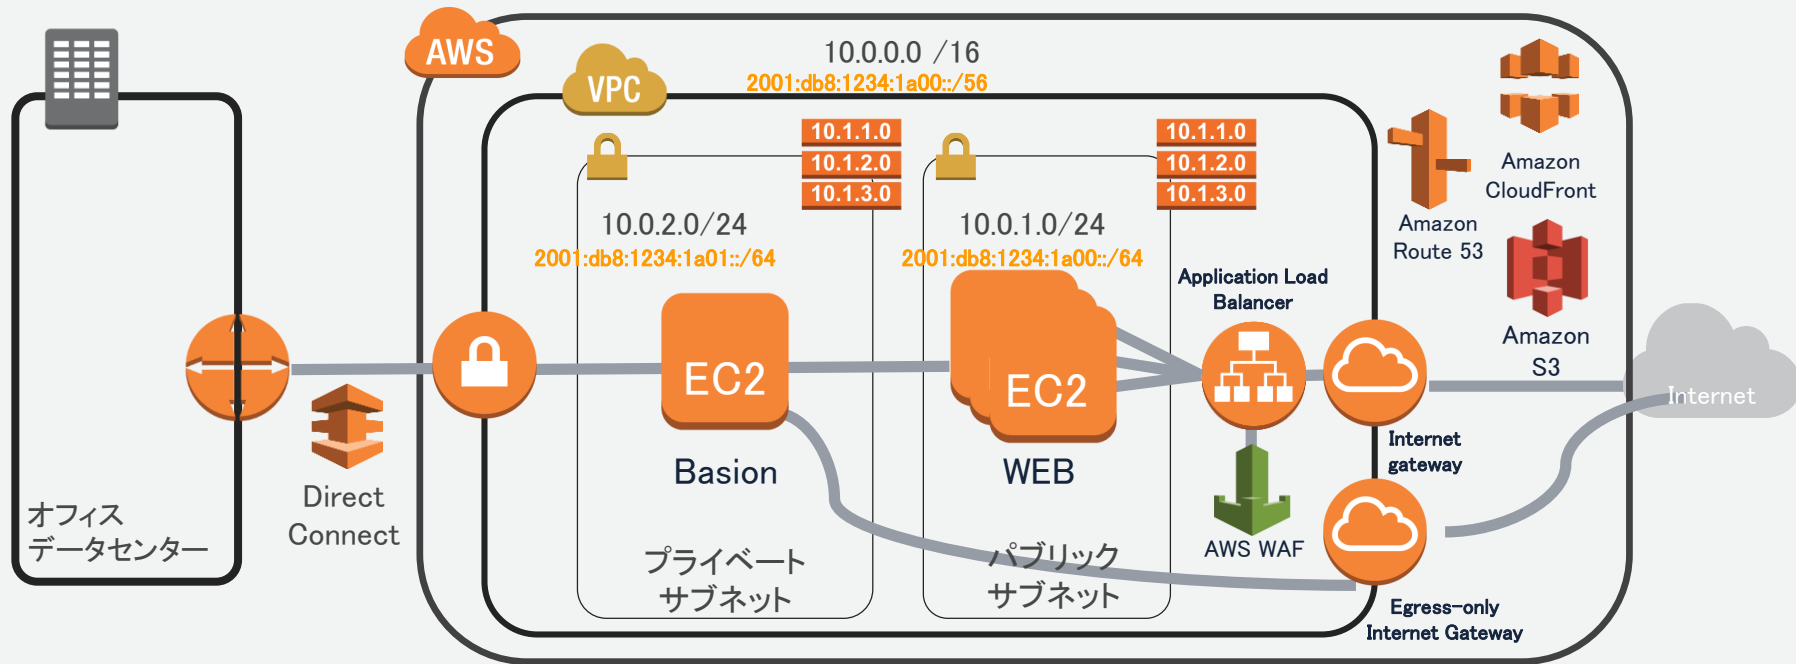 AWS
VPC
10.0.0.0 /16
2001:db8:1234:1a00::/56
10.1.1.0
10.1.2.0
10.1.3.0
10.1.1.0
10.1.2.0
10.1.3.0
Amazon
CloudFront
Amazon
Route 53
10.0.2.0/24
2001:db8:1234:1a01::/64
10.0.1.0/24
2001:db8:1234:1a00::/64
Application Load
Balancer
Amazon
S3
EC2
EC2
Internet
Basion
WEB
Internet
gateway
Direct
Connect
オフィス
データセンター
AWS WAF
プライベート
サブネット
パブリック
サブネット
Egress-only
Internet Gateway